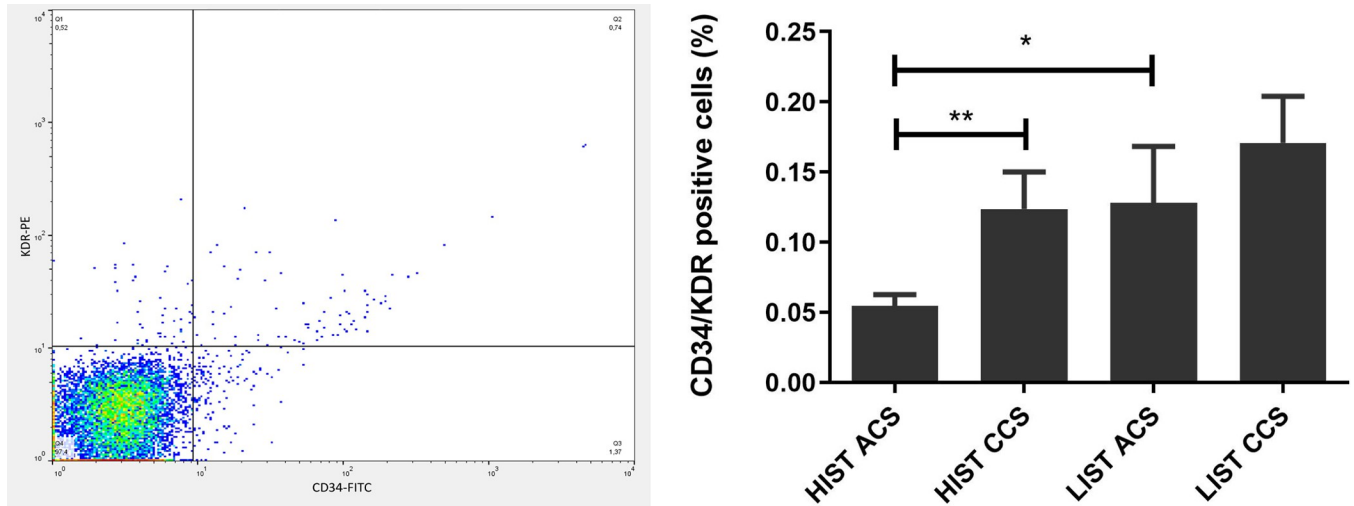 10⁴
Q1
0,52
Q2
0,74
10³
KDR-PE
10²
10¹
Q4
97,4
Q3
1,37
10⁰
10⁰ 10¹ 10² 10³ 10⁴
CD34-FITC
CD34/KDR positive cells (%)
0.25
*
0.20
**
0.15
0.10
0.05
0.00
HIST ACS
HIST CCS
LIST ACS
LIST CCS